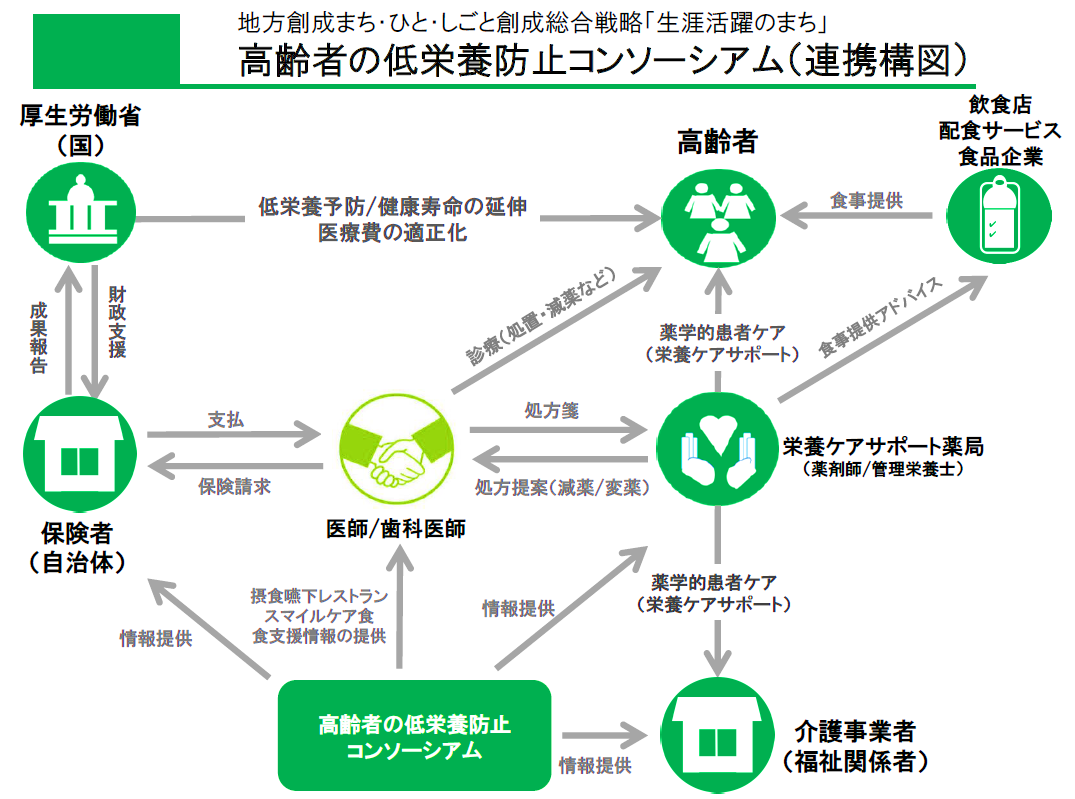 地方創成まち・ひと・しごと創成総合戦略「生涯活躍のまち」
高齢者の低栄養防止コンソーシアム（連携構図）
厚生労働省
（国）
高齢者
飲食店
配食サービス
食品企業
低栄養予防/健康寿命の延伸
医療費の適正化
食事提供
成果報告
財政支援
診療（処置・減薬など）
薬学的患者ケア
（栄養ケアサポート）
食事提供アドバイス
支払
保険請求
処方箋
処方提案（減薬/変薬）
栄養ケアサポート薬局
（薬剤師/管理栄養士）
保険者
（自治体）
医師/歯科医師
薬学的患者ケア
（栄養ケアサポート）
摂食嚥下レストラン
スマイルケア食
食支援情報の提供
情報提供
情報提供
高齢者の低栄養防止
コンソーシアム
情報提供
介護事業者
（福祉関係者）